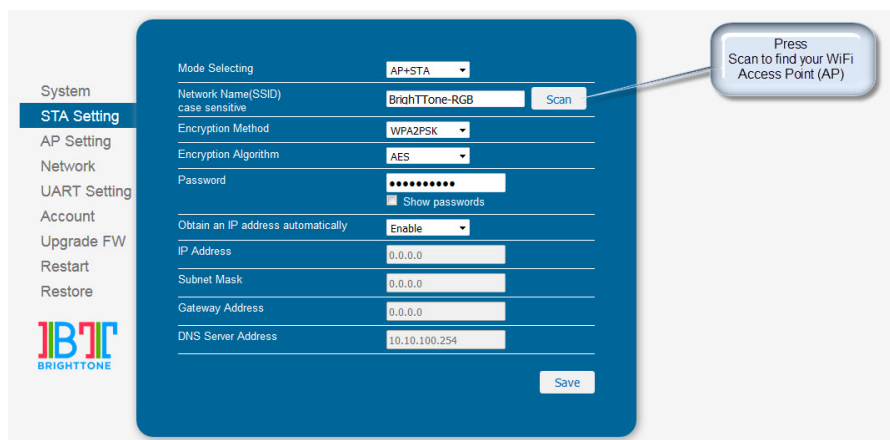 System
STA Setting
AP Setting
Network
UART Setting
Account
Upgrade FW
Restart
Restore
BTT
BRIGHTTONE
Mode Selecting AP+STA
Network Name(SSID)
case sensitive BrighTTone-RGB Scan
Encryption Method WPA2PSK
Encryption Algorithm AES
Password ●●●●●●●●●●
Show passwords
Obtain an IP address automatically Enable
IP Address 0.0.0.0
Subnet Mask 0.0.0.0
Gateway Address 0.0.0.0
DNS Server Address 10.10.100.254
Save
Press
Scan to find your WiFi
Access Point (AP)